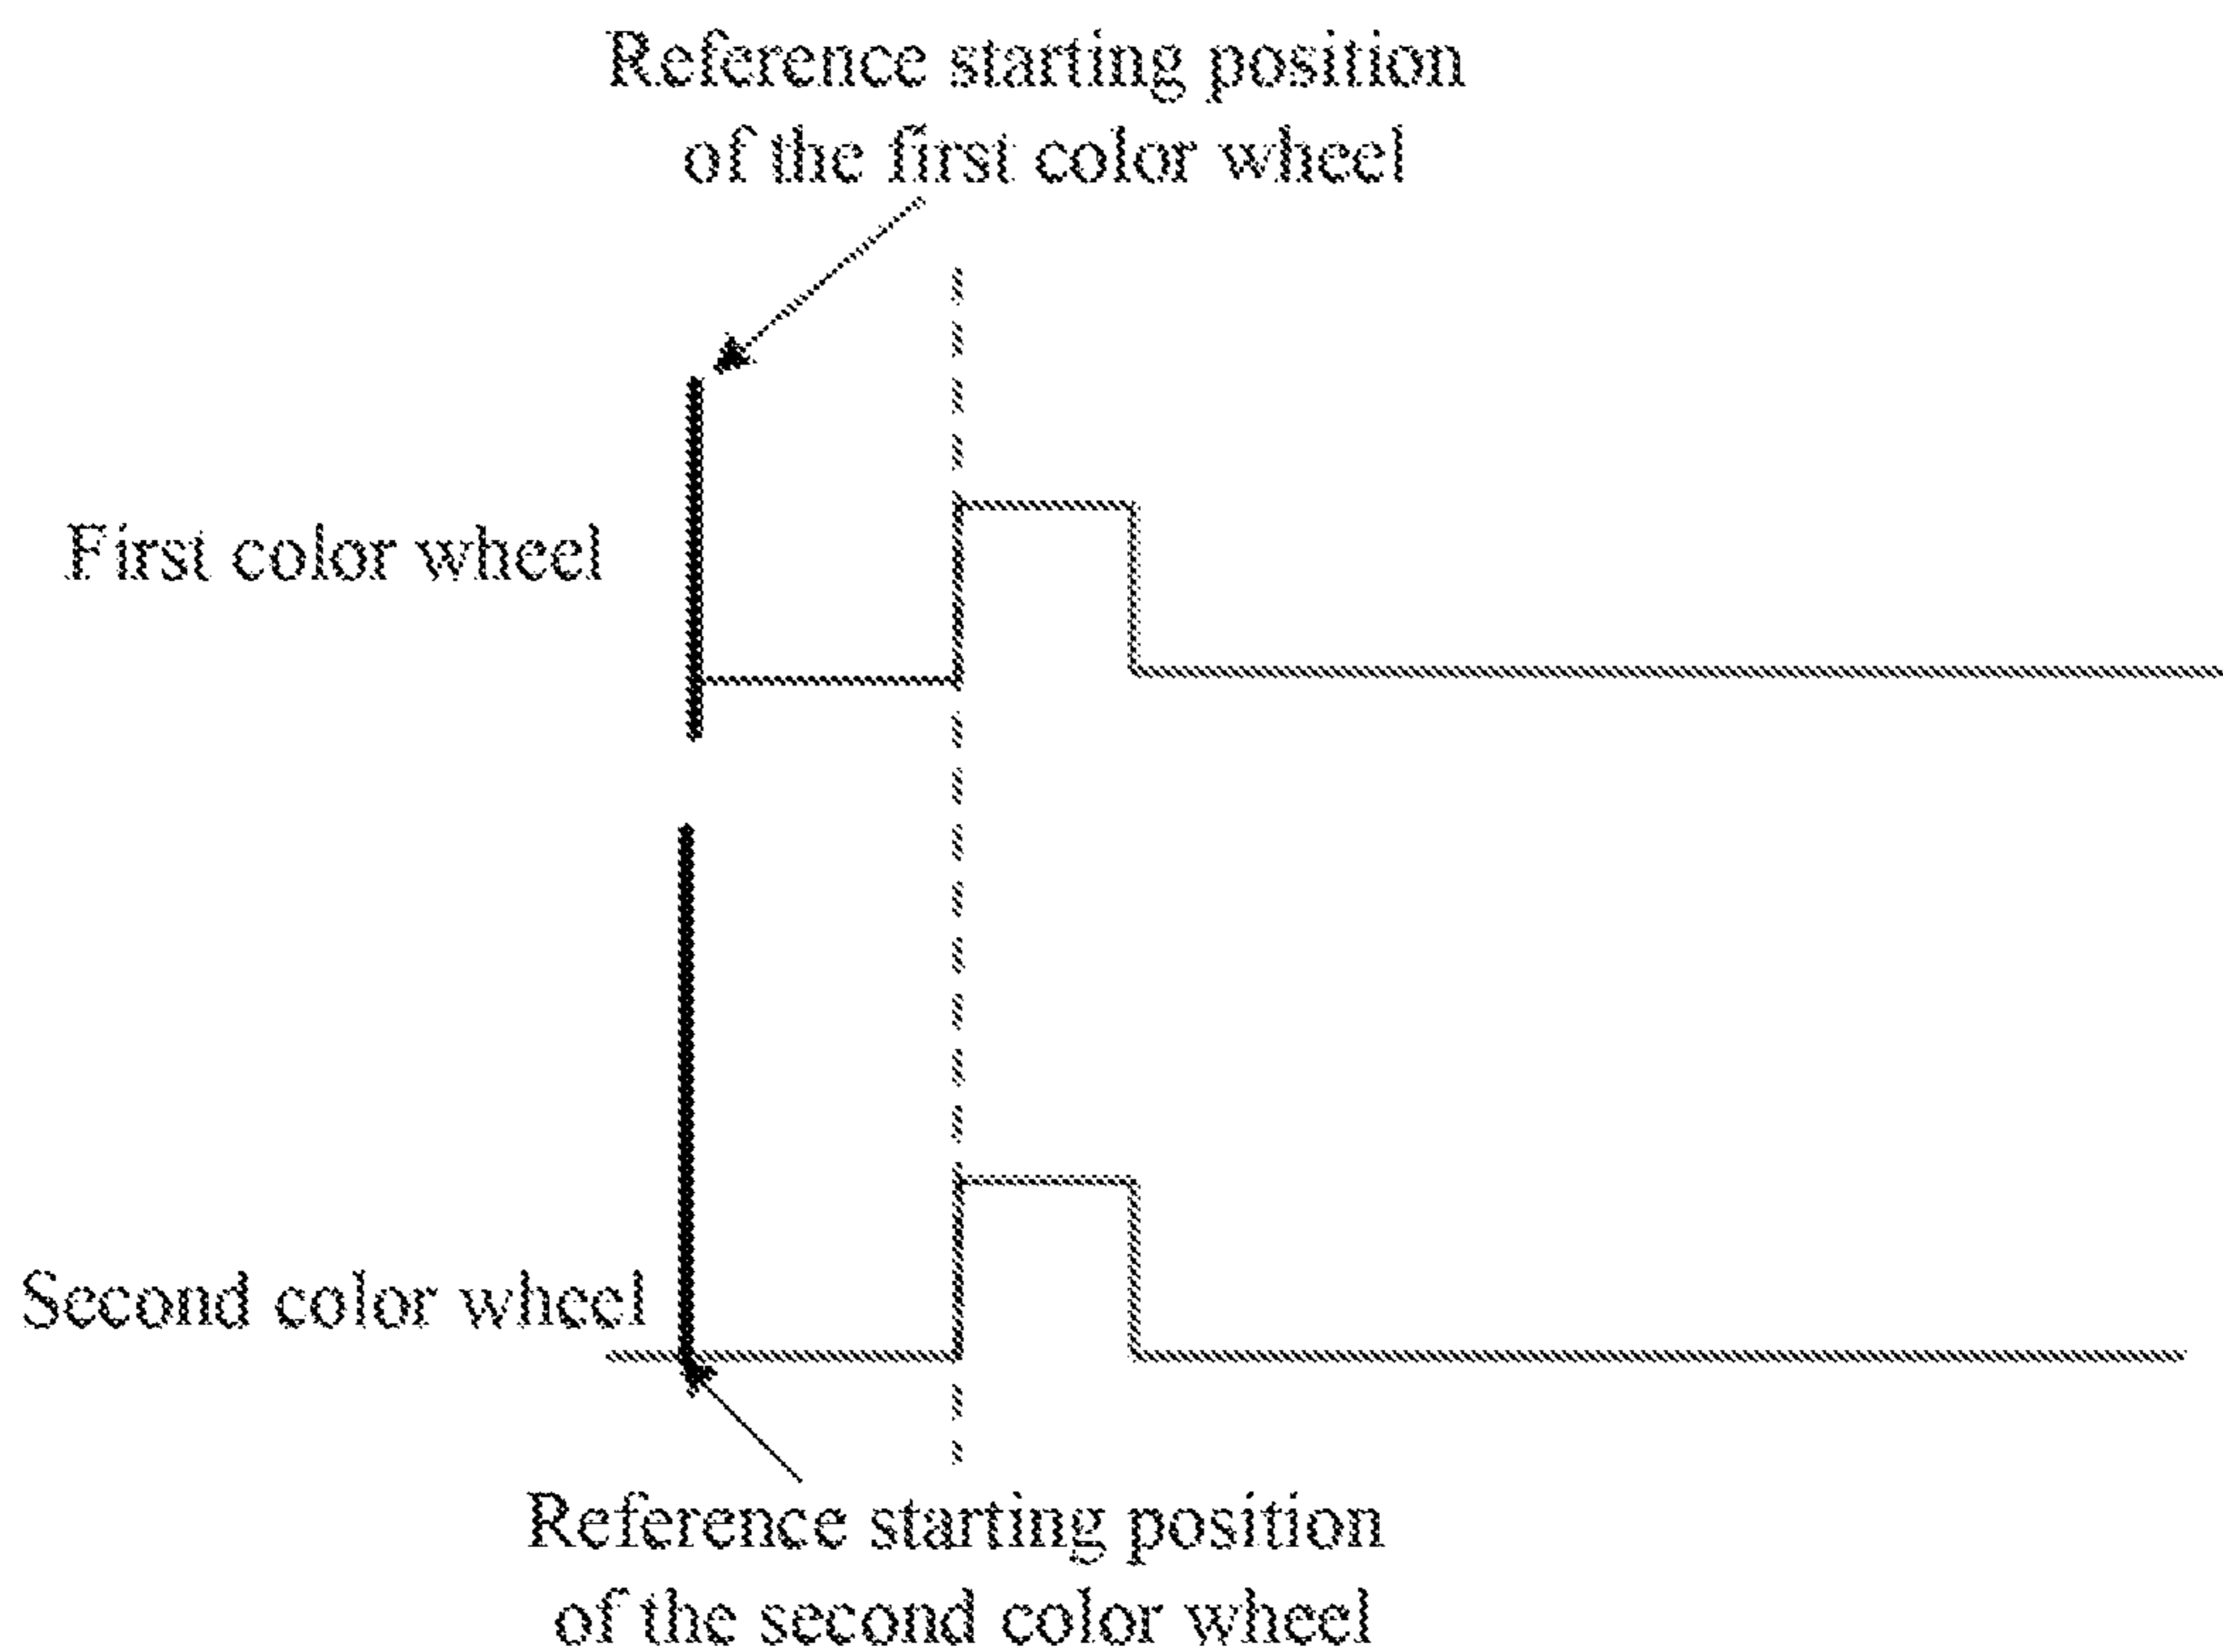 Reference starting position
of the first color wheel
First color wheel
Second color wheel
Reference starting position
of the second color wheel